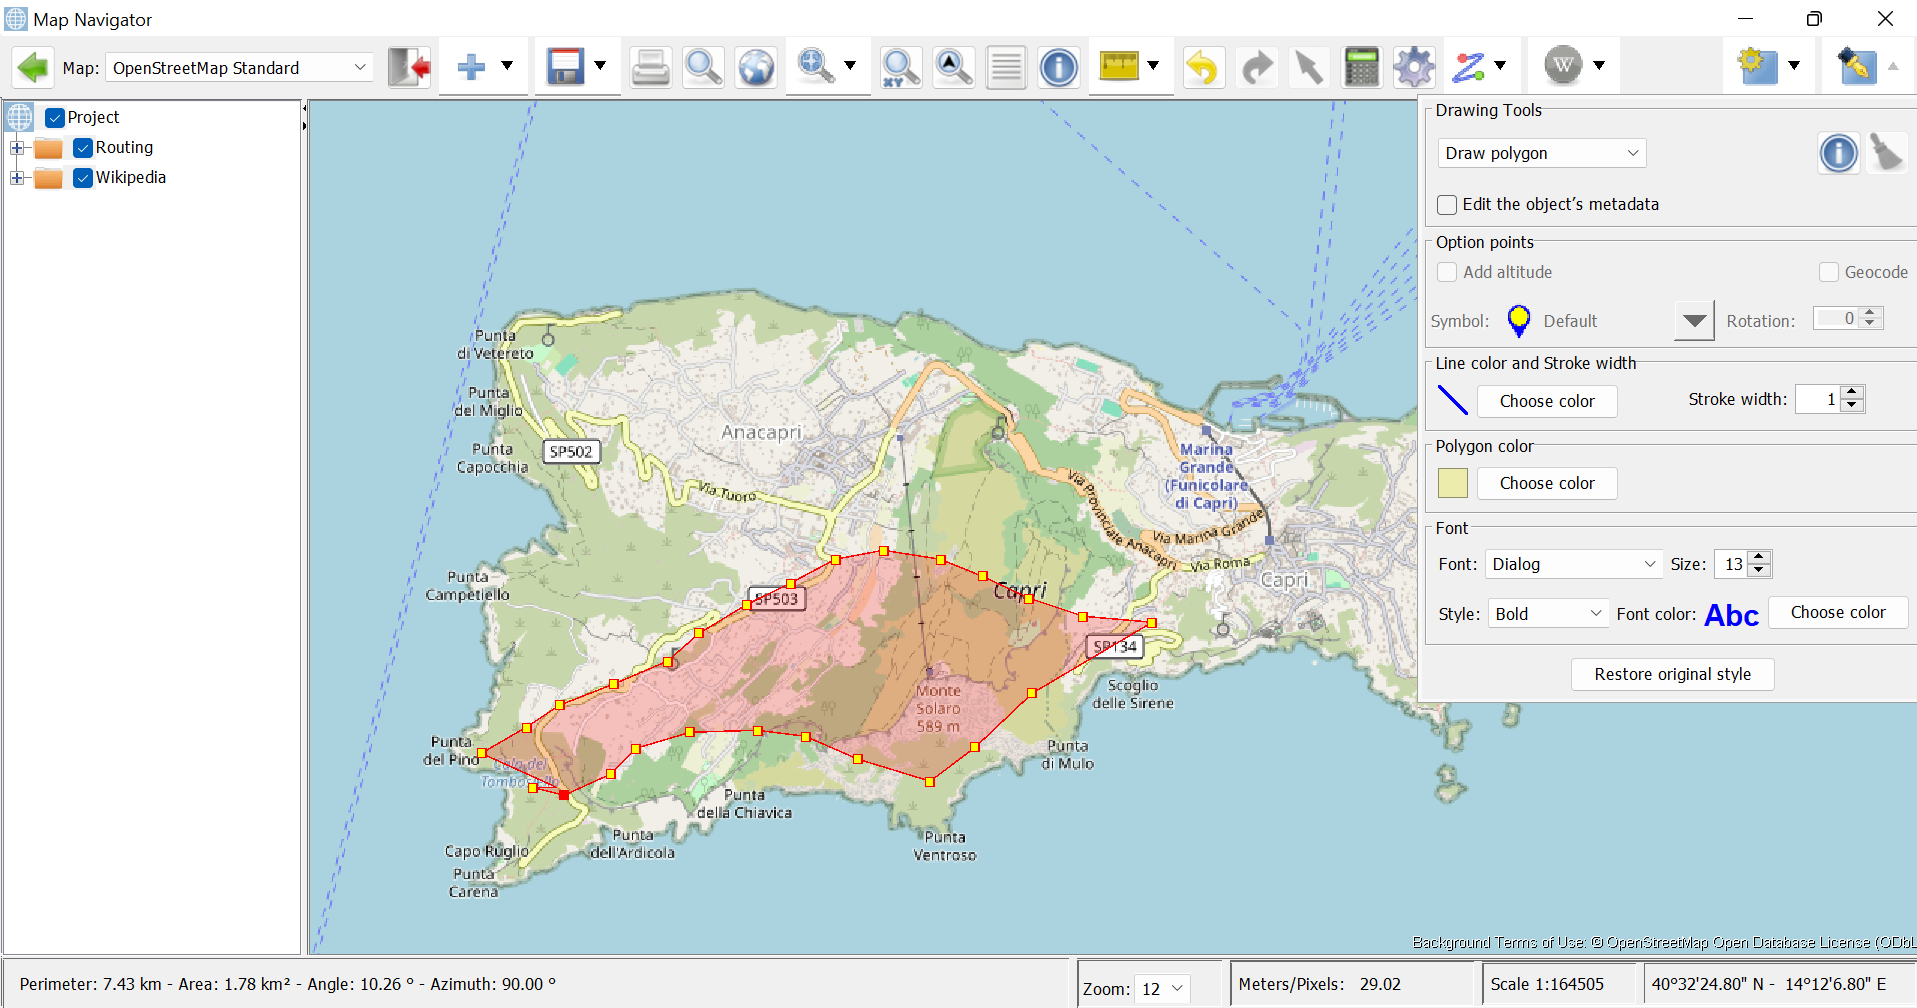 Map Navigator
Map: OpenStreetMap Standard
XY
W
Project
Routing
Wikipedia
Drawing Tools
Draw polygon
Edit the object's metadata
Option points
Add altitude
Geocode
Symbol: Default
Rotation: 0
Line color and Stroke width
Choose color
Stroke width: 1
Polygon color
Choose color
Font
Font: Dialog
Size: 13
Style: Bold
Font color: Abc
Choose color
Restore original style
Punta
di Vetereto
Punta
del Miglio
Punta
Capocchia
SP502
Anacapri
Via Tuoro
Marina
Grande
(Funicolare
di Capri)
Via Provinciale Anacapri
Via Marina Grande
Via Roma
Capri
Capri
Punta
Campetiello
SP503
SP134
Scoglio
delle Sirene
Monte
Solaro
589 m
Punta
del Pino
Cala del
Punta
di Mulo
Punta
della Chiavica
Punta
dell'Ardicola
Punta
Ventroso
Capo Ruglio
Punta
Carena
Background Terms of Use: © OpenStreetMap Open Database License (ODbL
Perimeter: 7.43 km - Area: 1.78 km² - Angle: 10.26 ° - Azimuth: 90.00 °
Zoom: 12
Meters/Pixels: 29.02
Scale 1:164505
40°32'24.80" N - 14°12'6.80" E